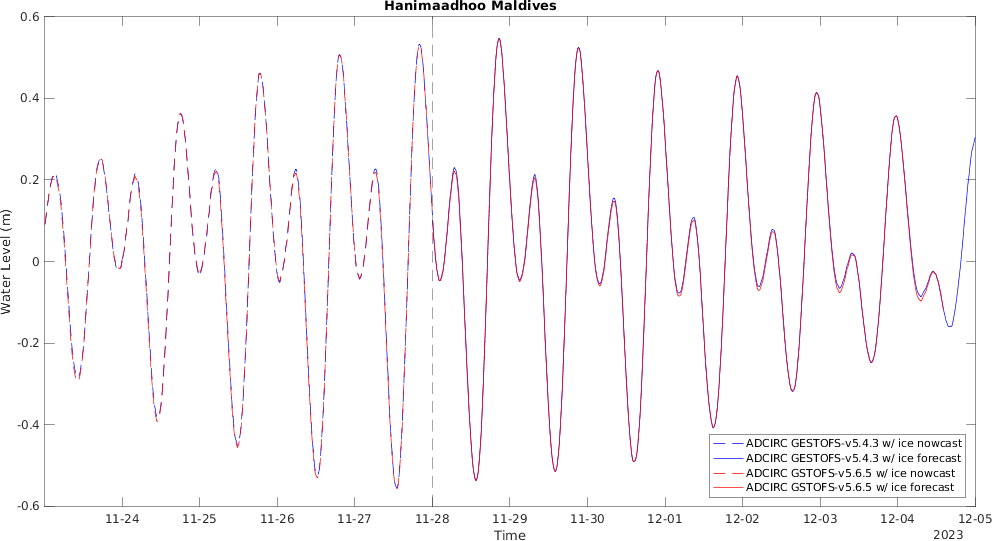 Hanimaadhoo Maldives
0.6
0.4
0.2
0
-0.2
-0.4
-0.6
Water Level (m)
ADCIRC GESTOFS-v5.4.3 w/ ice nowcast
ADCIRC GESTOFS-v5.4.3 w/ ice forecast
ADCIRC GSTOFS-v5.6.5 w/ ice nowcast
ADCIRC GSTOFS-v5.6.5 w/ ice forecast
11-24 11-25 11-26 11-27 11-28 11-29 11-30 12-01 12-02 12-03 12-04 12-05
Time
2023